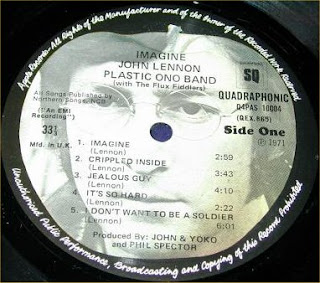 Apple Records - All Rights of the Manufacturer and of the Owner of the Recorded Work Reserved
IMAGINE
JOHN LENNON
PLASTIC ONO BAND
(with The Flux Fiddlers)
SQ
QUADRAPHONIC
Q4PAS 10004
(Q.E.X. 865)
Side One
℗ 1971
All Songs Published by
Northern Songs, NCB
("An EMI
Recording")
33⅓
Mfd. in U.K.
1. IMAGINE
(Lennon)
2. CRIPPLED INSIDE 2:59
(Lennon)
3. JEALOUS GUY 3:43
(Lennon)
4. IT'S SO HARD 4:10
(Lennon) 4:22
5. I DON'T WANT TO BE A SOLDIER
(Lennon) 6:01
Produced By: JOHN & YOKO
and PHIL SPECTOR
Unauthorised Public Performance, Broadcasting and Copying of this Record Prohibited